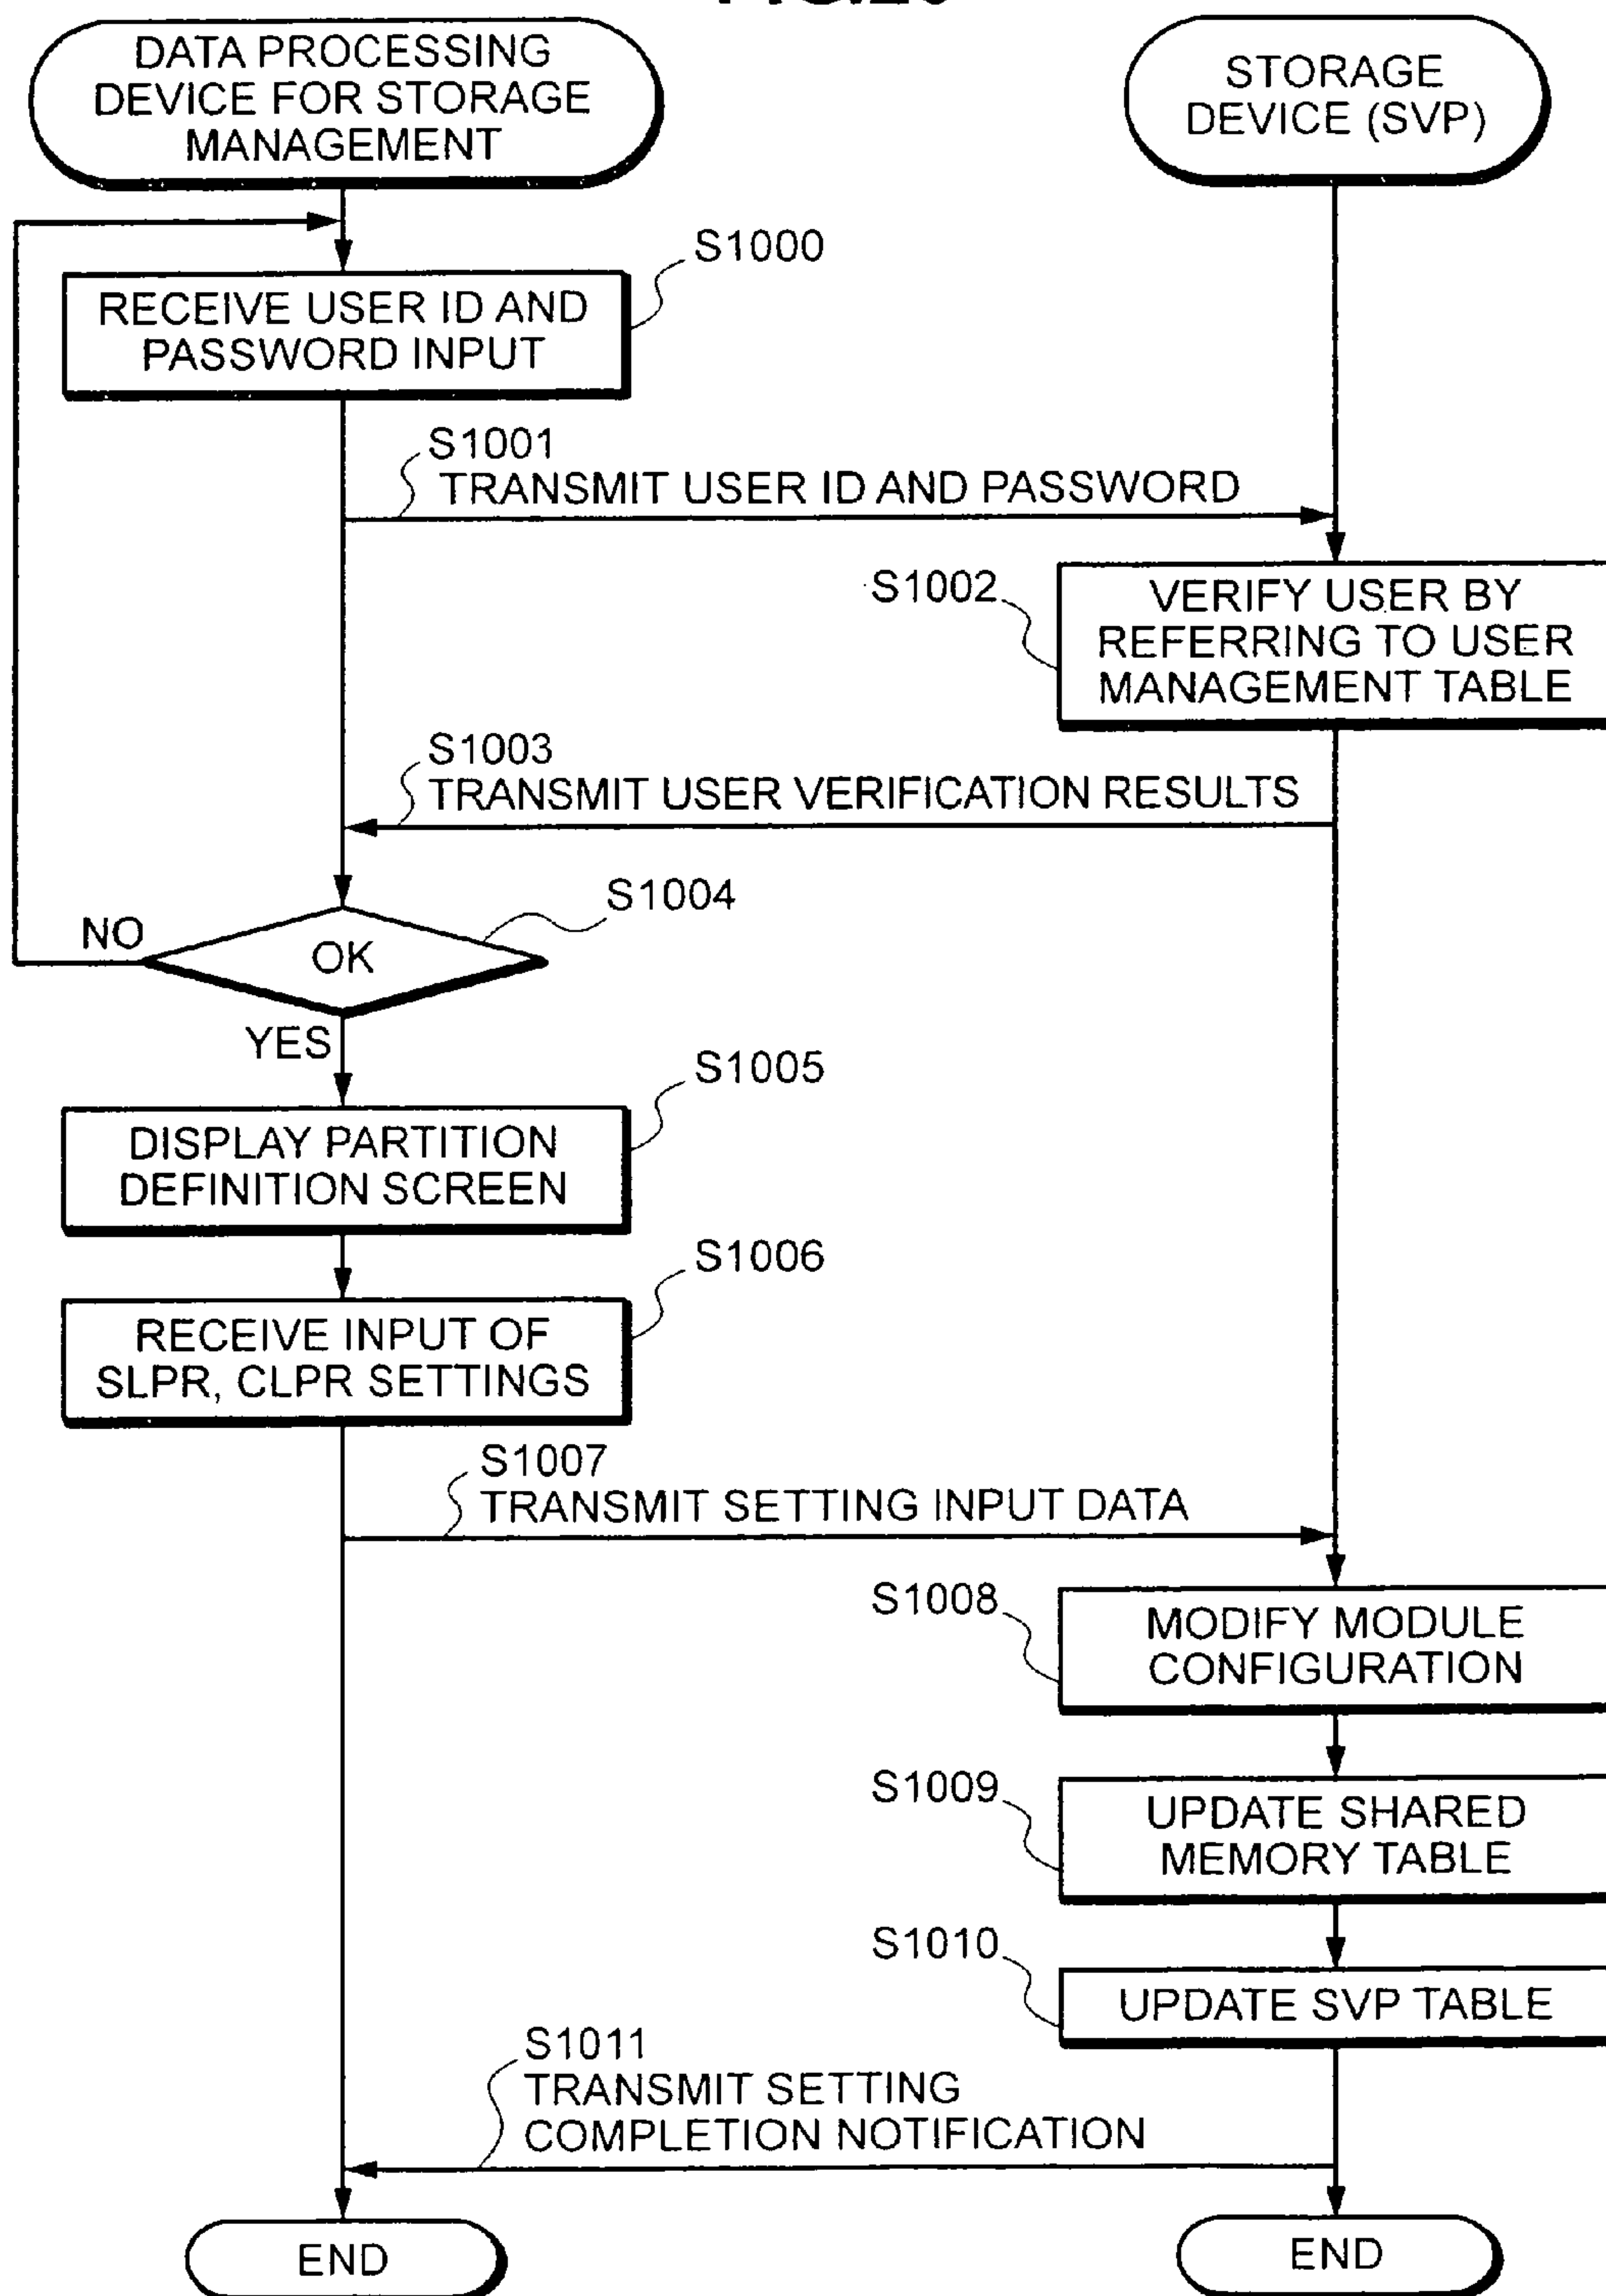 DATA PROCESSING
DEVICE FOR STORAGE
MANAGEMENT
STORAGE
DEVICE (SVP)
S1000
RECEIVE USER ID AND
PASSWORD INPUT
S1001
TRANSMIT USER ID AND PASSWORD
S1002
VERIFY USER BY
REFERRING TO USER
MANAGEMENT TABLE
S1003
TRANSMIT USER VERIFICATION RESULTS
S1004
NO
OK
YES
S1005
DISPLAY PARTITION
DEFINITION SCREEN
S1006
RECEIVE INPUT OF
SLPR, CLPR SETTINGS
S1007
TRANSMIT SETTING INPUT DATA
S1008
MODIFY MODULE
CONFIGURATION
S1009
UPDATE SHARED
MEMORY TABLE
S1010
UPDATE SVP TABLE
S1011
TRANSMIT SETTING
COMPLETION NOTIFICATION
END
END